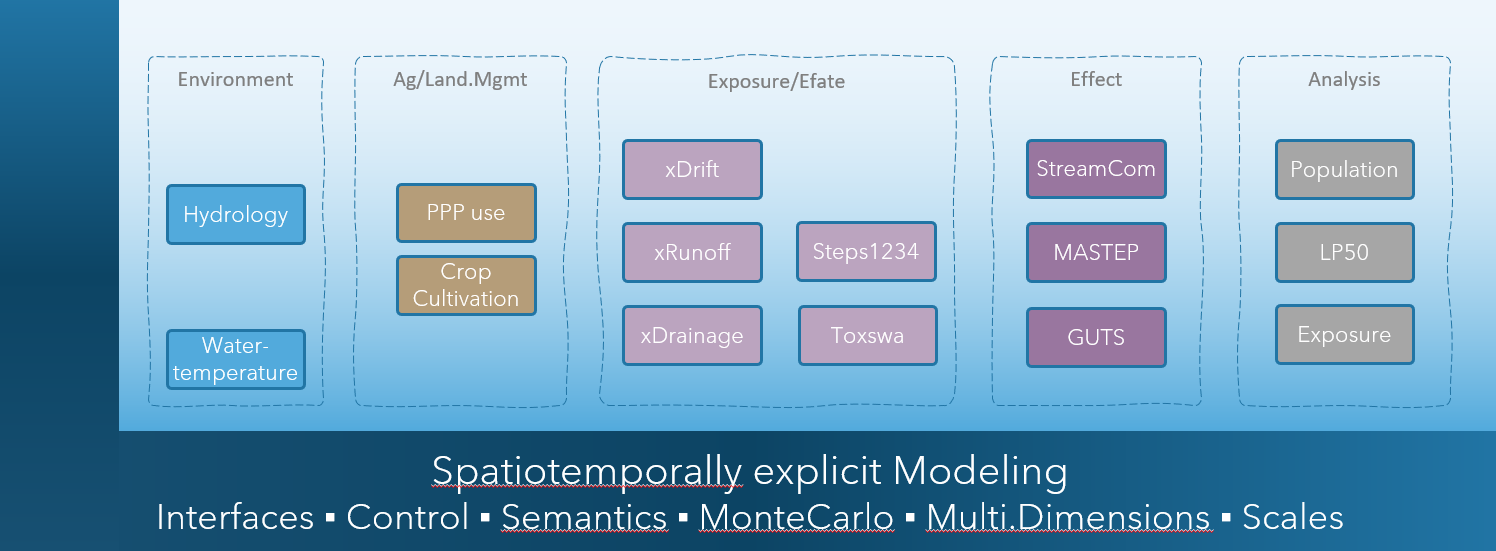 Environment
Hydrology
Water-
temperature
Ag/Land.Mgmt
PPP use
Crop
Cultivation
Exposure/Efate
xDrift
xRunoff
xDrainage
Steps1234
Toxswa
Effect
StreamCom
MASTEP
GUTS
Analysis
Population
LP50
Exposure
Spatiotemporally explicit Modeling
Interfaces ▪ Control ▪ Semantics ▪ MonteCarlo ▪ Multi.Dimensions ▪ Scales